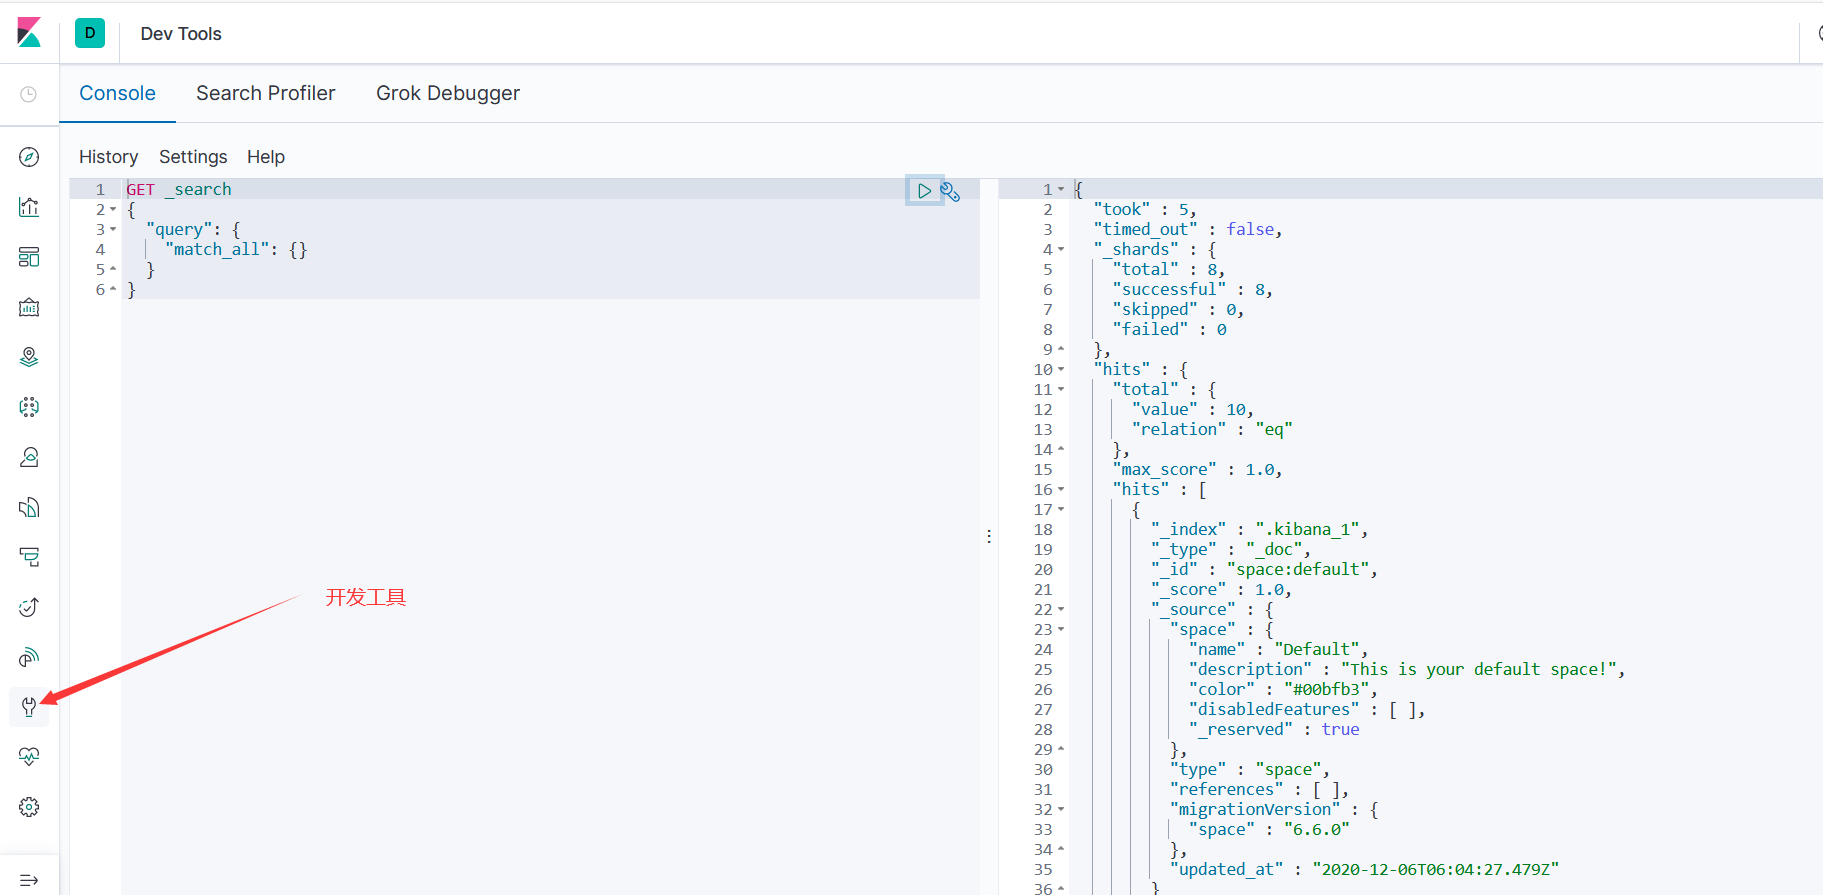 D
Dev Tools
Console Search Profiler Grok Debugger
History Settings Help
1 GET _search
2 {
3 "query": {
4 "match_all": {}
5 }
6 }
开发工具
1 {
2 "took" : 5,
3 "timed_out" : false,
4 "_shards" : {
5 "total" : 8,
6 "successful" : 8,
7 "skipped" : 0,
8 "failed" : 0
9 },
10 "hits" : {
11 "total" : {
12 "value" : 10,
13 "relation" : "eq"
14 },
15 "max_score" : 1.0,
16 "hits" : [
17 {
18 "_index" : ".kibana_1",
19 "_type" : "_doc",
20 "_id" : "space:default",
21 "_score" : 1.0,
22 "_source" : {
23 "space" : {
24 "name" : "Default",
25 "description" : "This is your default space!",
26 "color" : "#00bfb3",
27 "disabledFeatures" : [ ],
28 "_reserved" : true
29 },
30 "type" : "space",
31 "references" : [ ],
32 "migrationVersion" : {
33 "space" : "6.6.0"
34 },
35 "updated_at" : "2020-12-06T06:04:27.479Z"
36 }